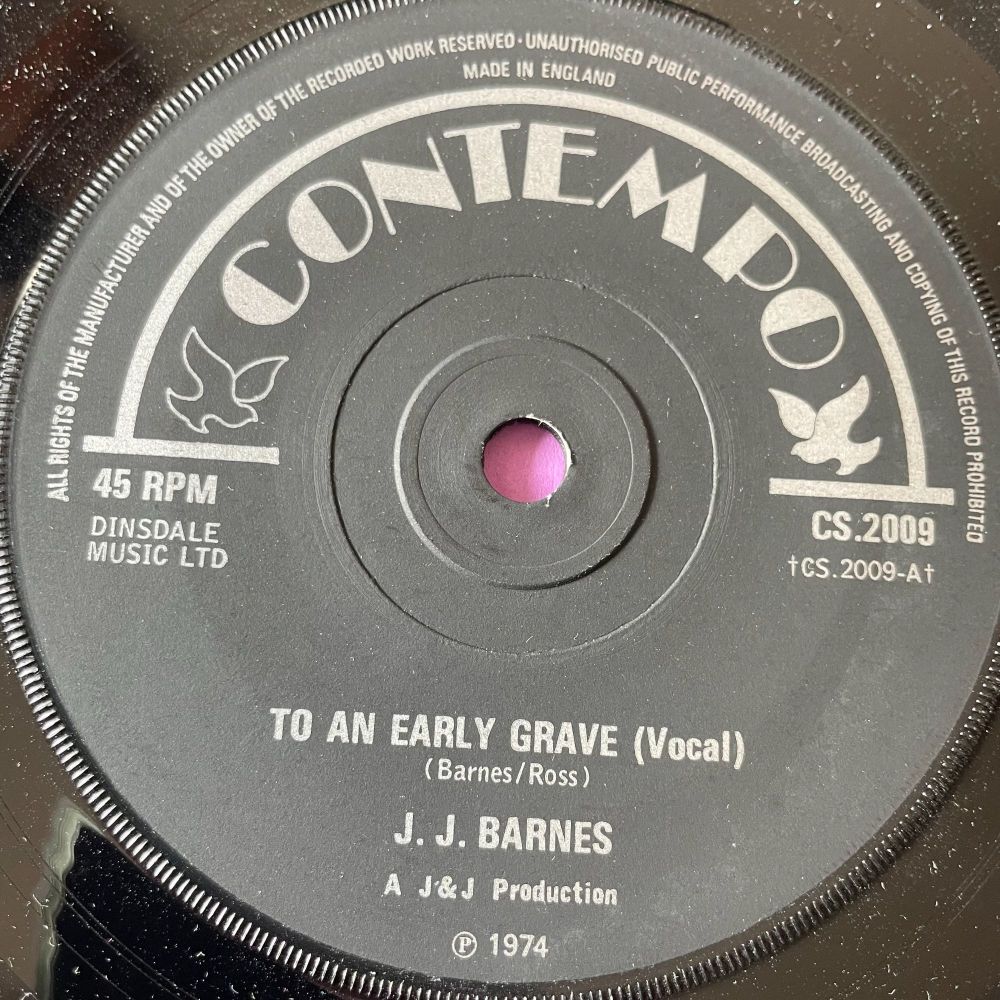 ALL RIGHTS OF THE MANUFACTURER AND OF THE OWNER OF THE RECORDED WORK RESERVED · UNAUTHORISED PUBLIC PERFORMANCE BROADCASTING AND COPYING OF THIS RECORD PROHIBITED
MADE IN ENGLAND
CONTEMPO
45 RPM
DINSDALE
MUSIC LTD
CS.2009
†CS.2009-A†
TO AN EARLY GRAVE (Vocal)
(Barnes/Ross)
J. J. BARNES
A J&J Production
℗ 1974